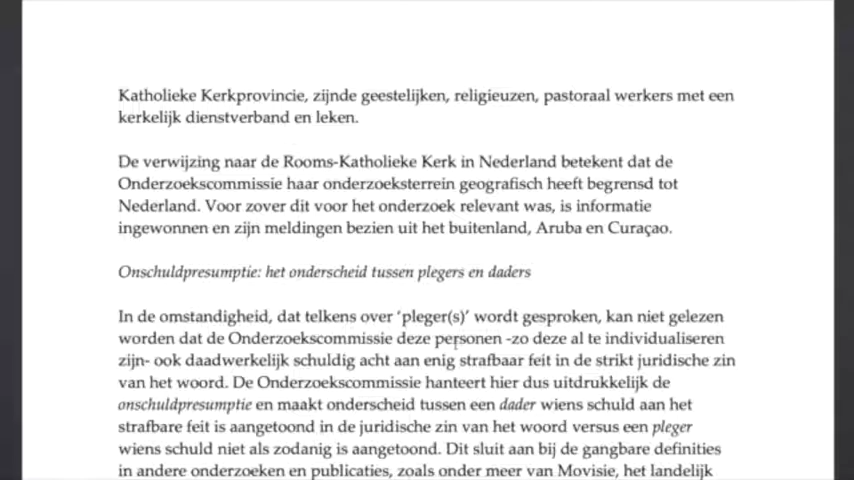 Katholieke Kerkprovincie, zijnde geestelijken, religieuzen, pastoraal werkers met een
kerkelijk dienstverband en leken.
De verwijzing naar de Rooms-Katholieke Kerk in Nederland betekent dat de
Onderzoekscommissie haar onderzoeksterrein geografisch heeft begrensd tot
Nederland. Voor zover dit voor het onderzoek relevant was, is informatie
ingewonnen en zijn meldingen bezien uit het buitenland, Aruba en Curaçao.
Onschuldpresumptie: het onderscheid tussen plegers en daders
In de omstandigheid, dat telkens over ‘pleger(s)’ wordt gesproken, kan niet gelezen
worden dat de Onderzoekscommissie deze personen -zo deze al te individualiseren
zijn- ook daadwerkelijk schuldig acht aan enig strafbaar feit in de strikt juridische zin
van het woord. De Onderzoekscommissie hanteert hier dus uitdrukkelijk de
onschuldpresumptie en maakt onderscheid tussen een dader wiens schuld aan het
strafbare feit is aangetoond in de juridische zin van het woord versus een pleger
wiens schuld niet als zodanig is aangetoond. Dit sluit aan bij de gangbare definities
in andere onderzoeken en publicaties, zoals onder meer van Movisie, het landelijk